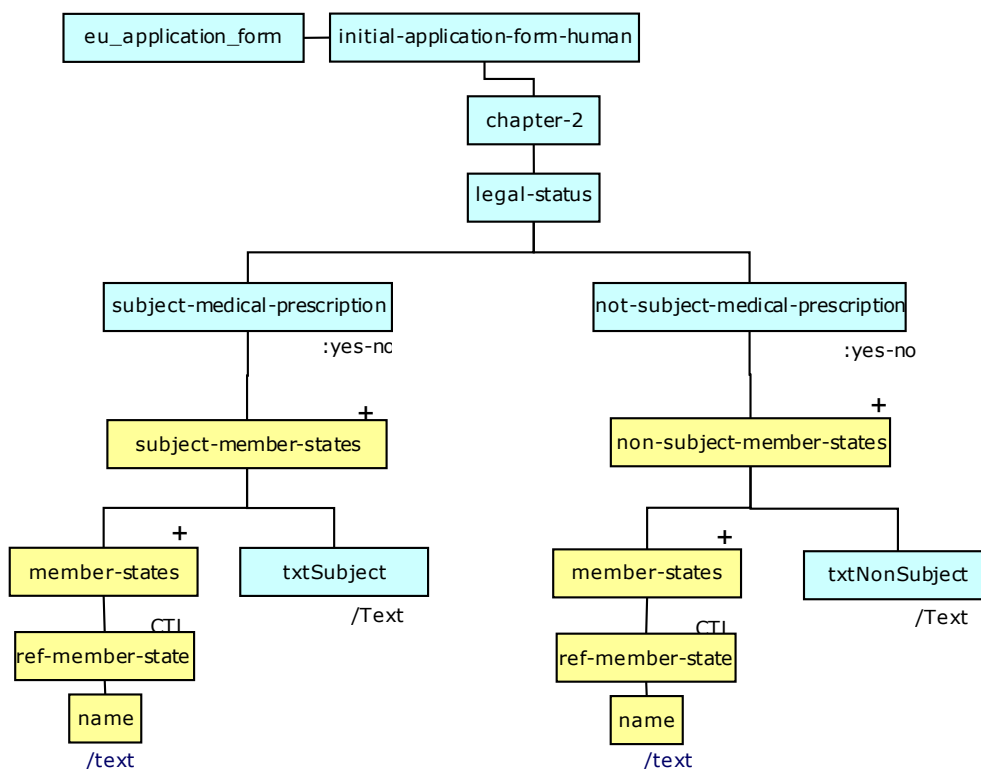 eu_application_form
initial-application-form-human
chapter-2
legal-status
subject-medical-prescription
not-subject-medical-prescription
:yes-no
:yes-no
+
+
subject-member-states
non-subject-member-states
+
+
member-states
txtSubject
member-states
txtNonSubject
/Text
/Text
CTL
CTL
ref-member-state
ref-member-state
name
name
/text
/text